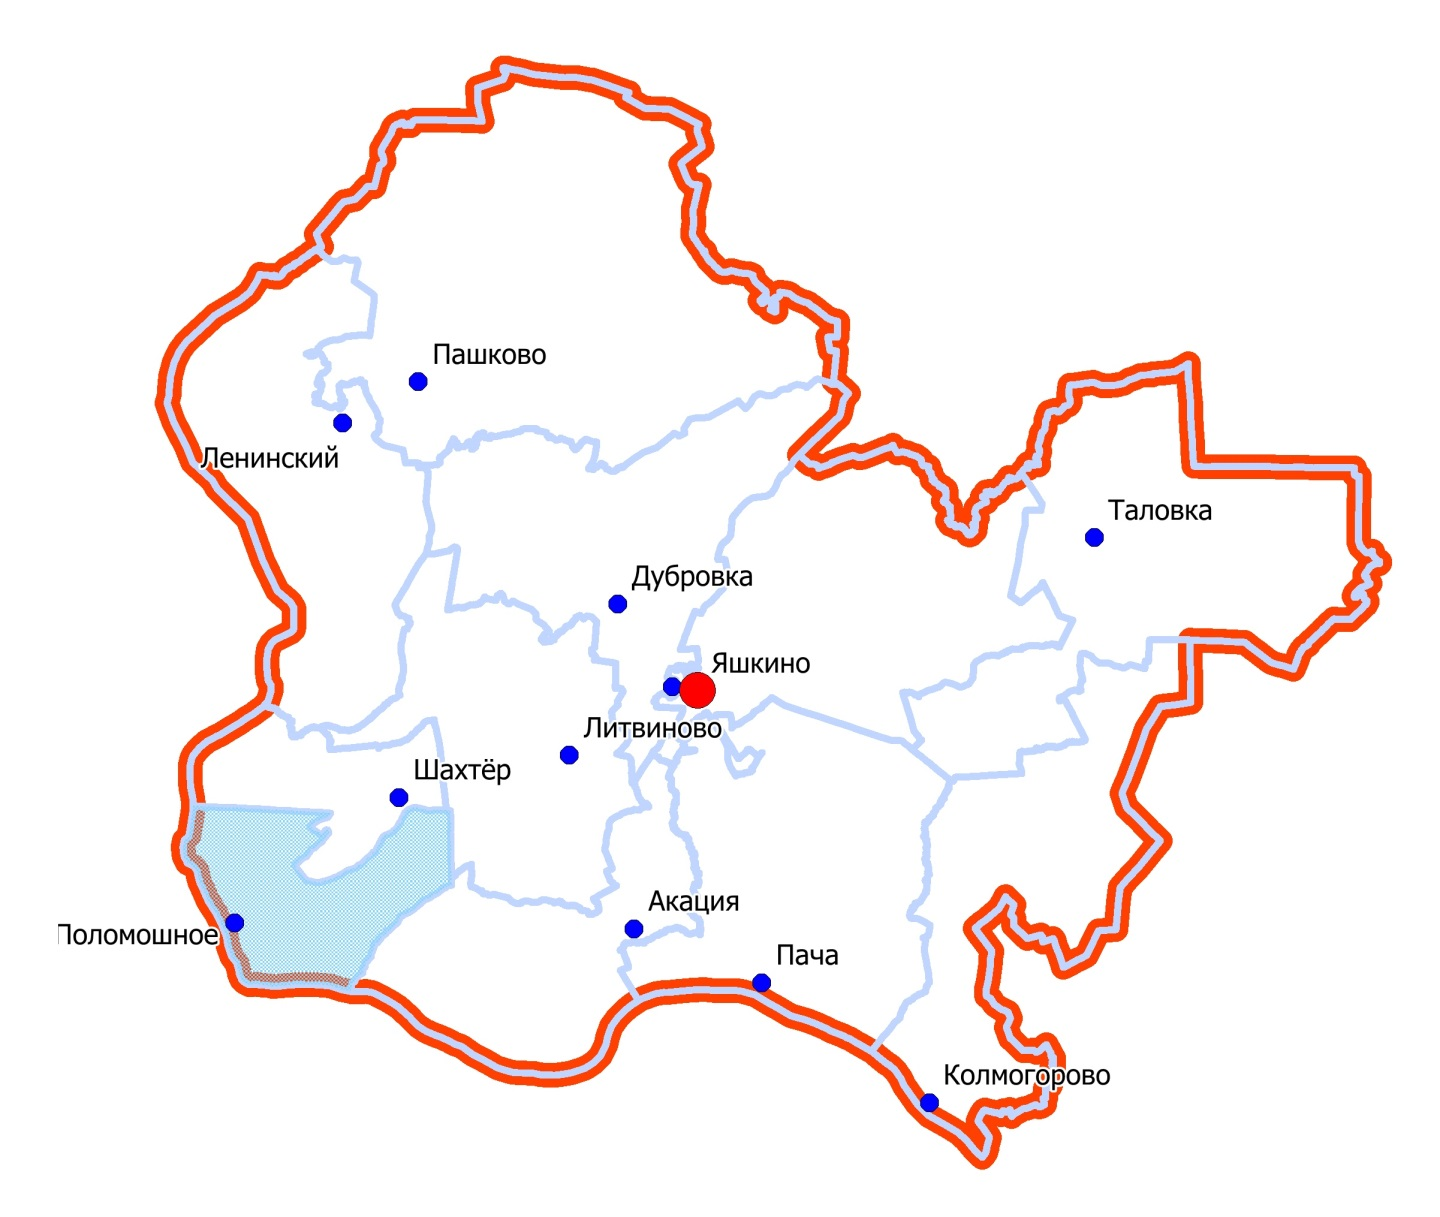 Пашково
Ленинский
Таловка
Дубровка
Яшкино
Литвиново
Шахтёр
Акация
Поломошное
Пача
Колмогорово